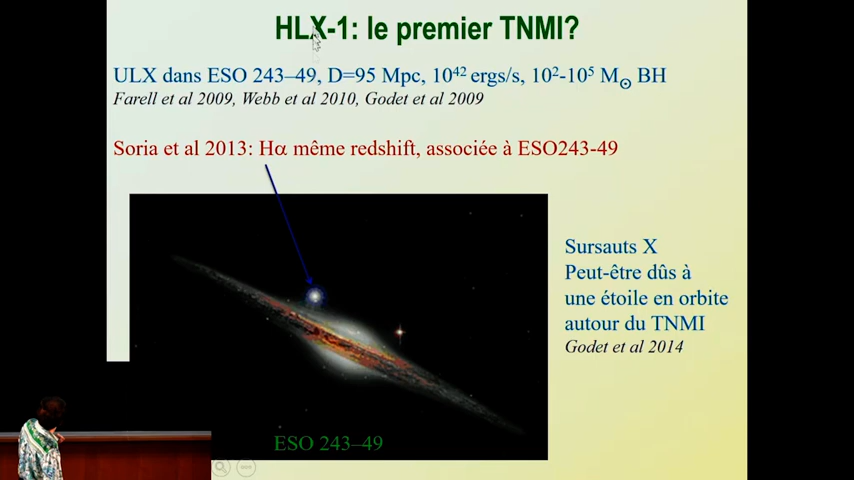 HLX-1: le premier TNMI?
ULX dans ESO 243–49, D=95 Mpc, 10⁴² ergs/s, 10²-10⁵ M☉ BH
Farell et al 2009, Webb et al 2010, Godet et al 2009
Soria et al 2013: Hα même redshift, associée à ESO243-49
Sursauts X
Peut-être dûs à
une étoile en orbite
autour du TNMI
Godet et al 2014
ESO 243–49